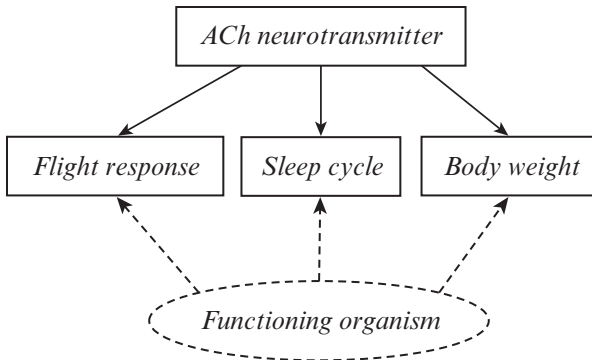 ACh neurotransmitter
Flight response
Sleep cycle
Body weight
Functioning organism